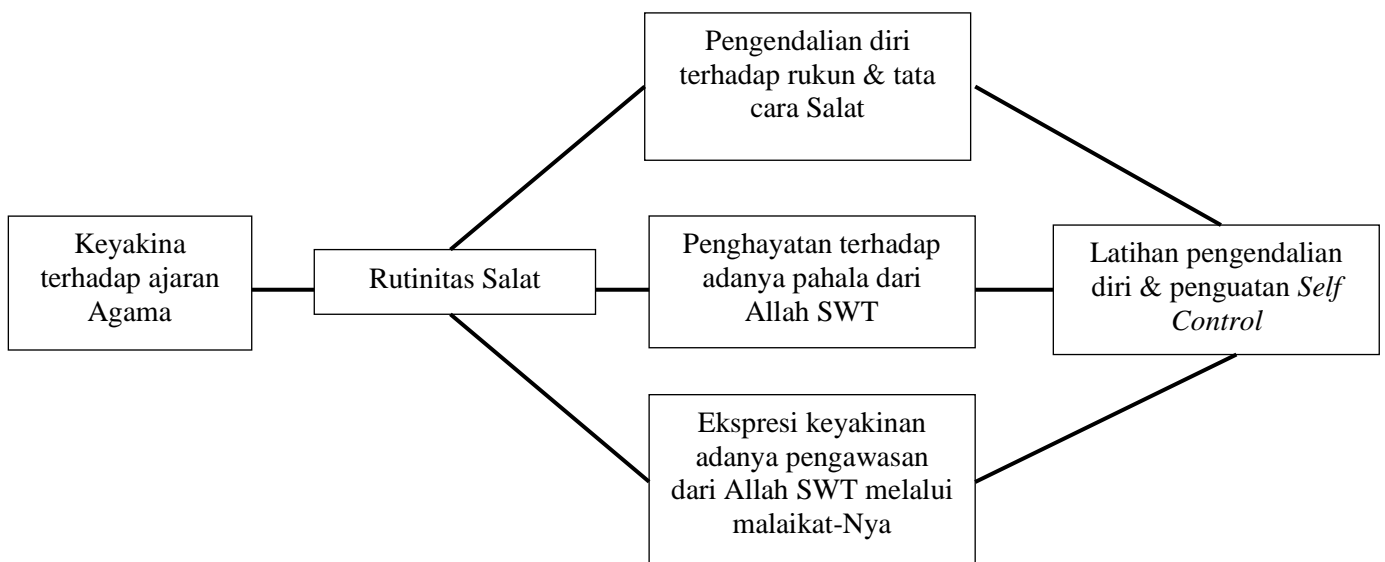 Keyakina
terhadap ajaran
Agama
Rutinitas Salat
Pengendalian diri
terhadap rukun & tata
cara Salat
Penghayatan terhadap
adanya pahala dari
Allah SWT
Ekspresi keyakinan
adanya pengawasan
dari Allah SWT melalui
malaikat-Nya
Latihan pengendalian
diri & penguatan Self
Control